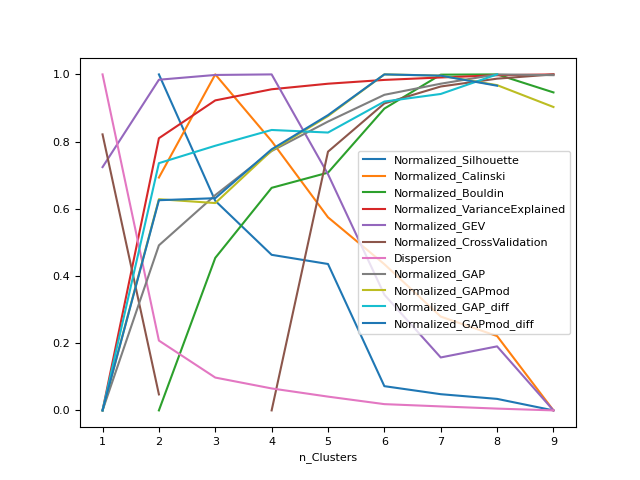 1.0
0.8
0.6
0.4
0.2
0.0
Normalized_Silhouette
Normalized_Calinski
Normalized_Bouldin
Normalized_VarianceExplained
Normalized_GEV
Normalized_CrossValidation
Dispersion
Normalized_GAP
Normalized_GAPmod
Normalized_GAP_diff
Normalized_GAPmod_diff
1 2 3 4 5 6 7 8 9
n_Clusters